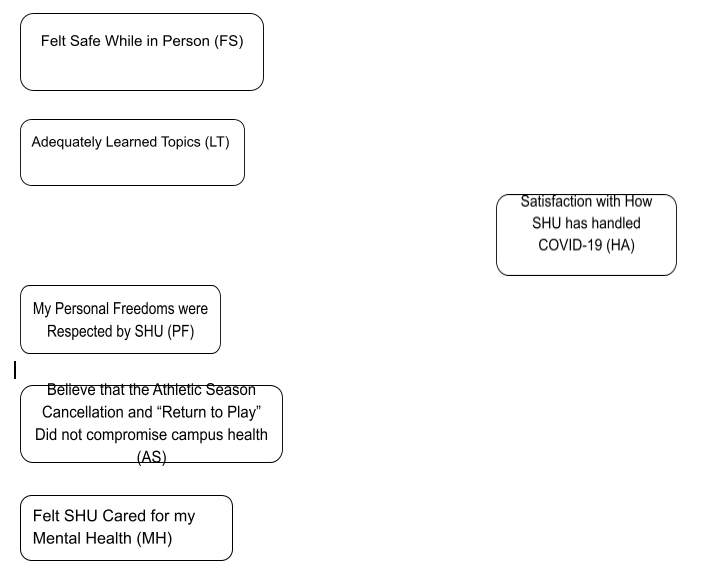 Felt Safe While in Person (FS)
Adequately Learned Topics (LT)
Satisfaction with How
SHU has handled
COVID-19 (HA)
My Personal Freedoms were
Respected by SHU (PF)
Believe that the Athletic Season
Cancellation and “Return to Play”
Did not compromise campus health
(AS)
Felt SHU Cared for my
Mental Health (MH)